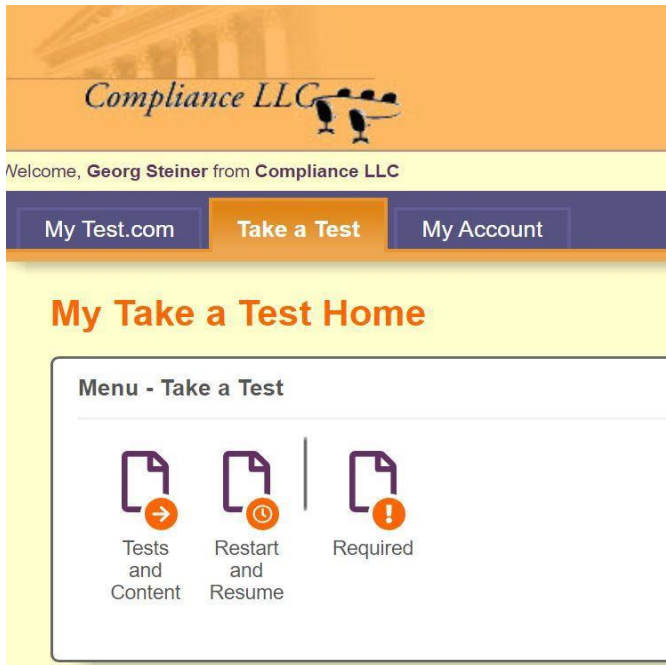 Compliance LLC
Welcome, Georg Steiner from Compliance LLC
My Test.com
Take a Test
My Account
My Take a Test Home
Menu - Take a Test
Tests
and
Content
Restart
and
Resume
Required